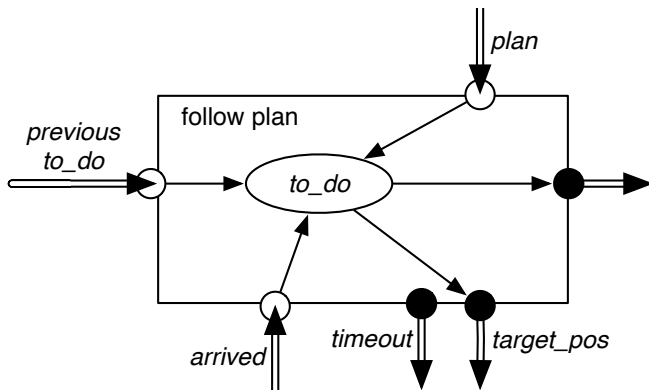 plan
follow plan
previous
to_do
to_do
timeout
target_pos
arrived